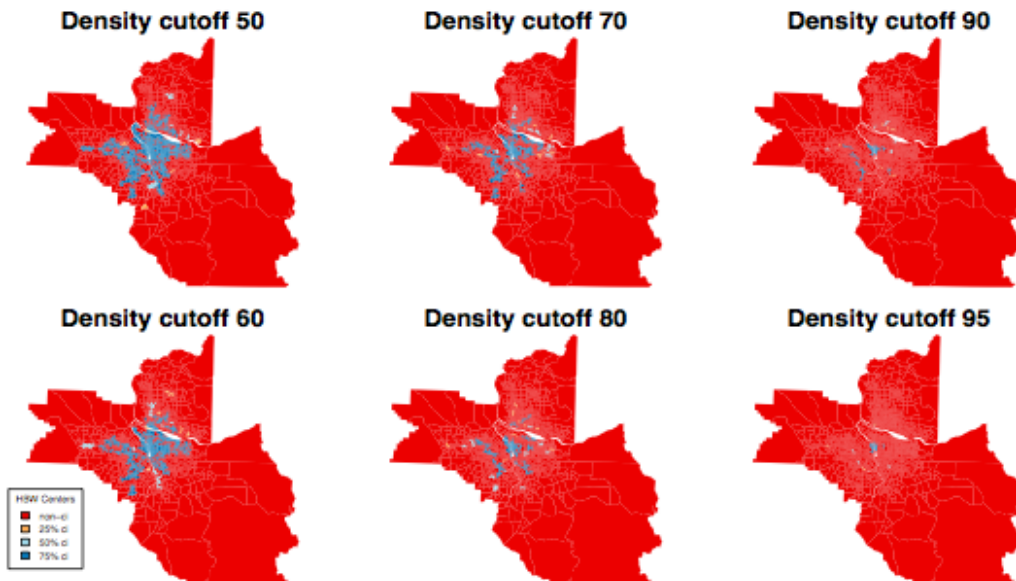 Density cutoff 50
Density cutoff 70
Density cutoff 90
Density cutoff 60
Density cutoff 80
Density cutoff 95
HBW Centers
non-ci
25% ci
50% ci
75% ci